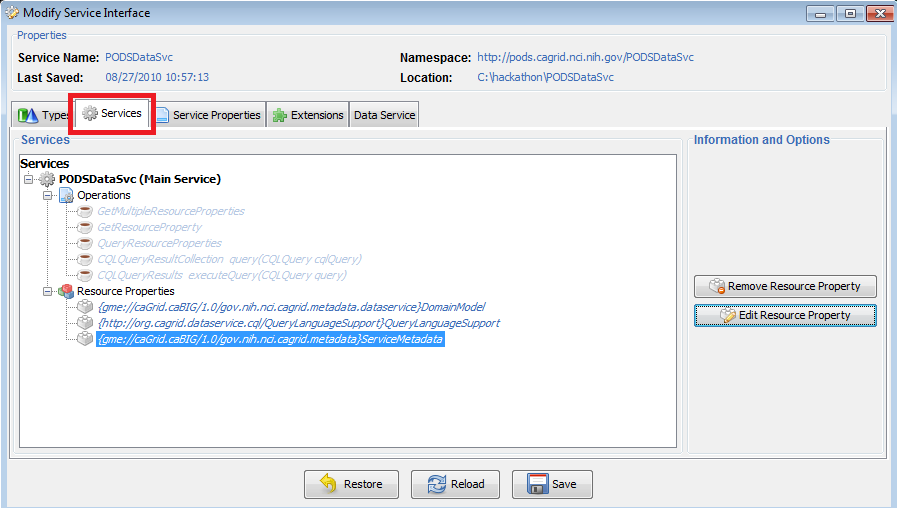 Modify Service Interface
Properties
Service Name: PODSDataSvc Namespace: http://pods.cagrid.nci.nih.gov/PODSDataSvc
Last Saved: 08/27/2010 10:57:13 Location: C:\hackathon\PODSDataSvc
Types Services Service Properties Extensions Data Service
Services
Information and Options
Services
PODSDataSvc (Main Service)
Operations
GetMultipleResourceProperties
GetResourceProperty
QueryResourceProperties
CQLQueryResultCollection query(CQLQuery cqlQuery)
CQLQueryResults executeQuery(CQLQuery query)
Resource Properties
{gme://caGrid.caBIG/1.0/gov.nih.nci.cagrid.metadata.dataservice}DomainModel
{http://org.cagrid.dataservice.cql/QueryLanguageSupport}QueryLanguageSupport
{gme://caGrid.caBIG/1.0/gov.nih.nci.cagrid.metadata}ServiceMetadata
Remove Resource Property
Edit Resource Property
Restore Reload Save